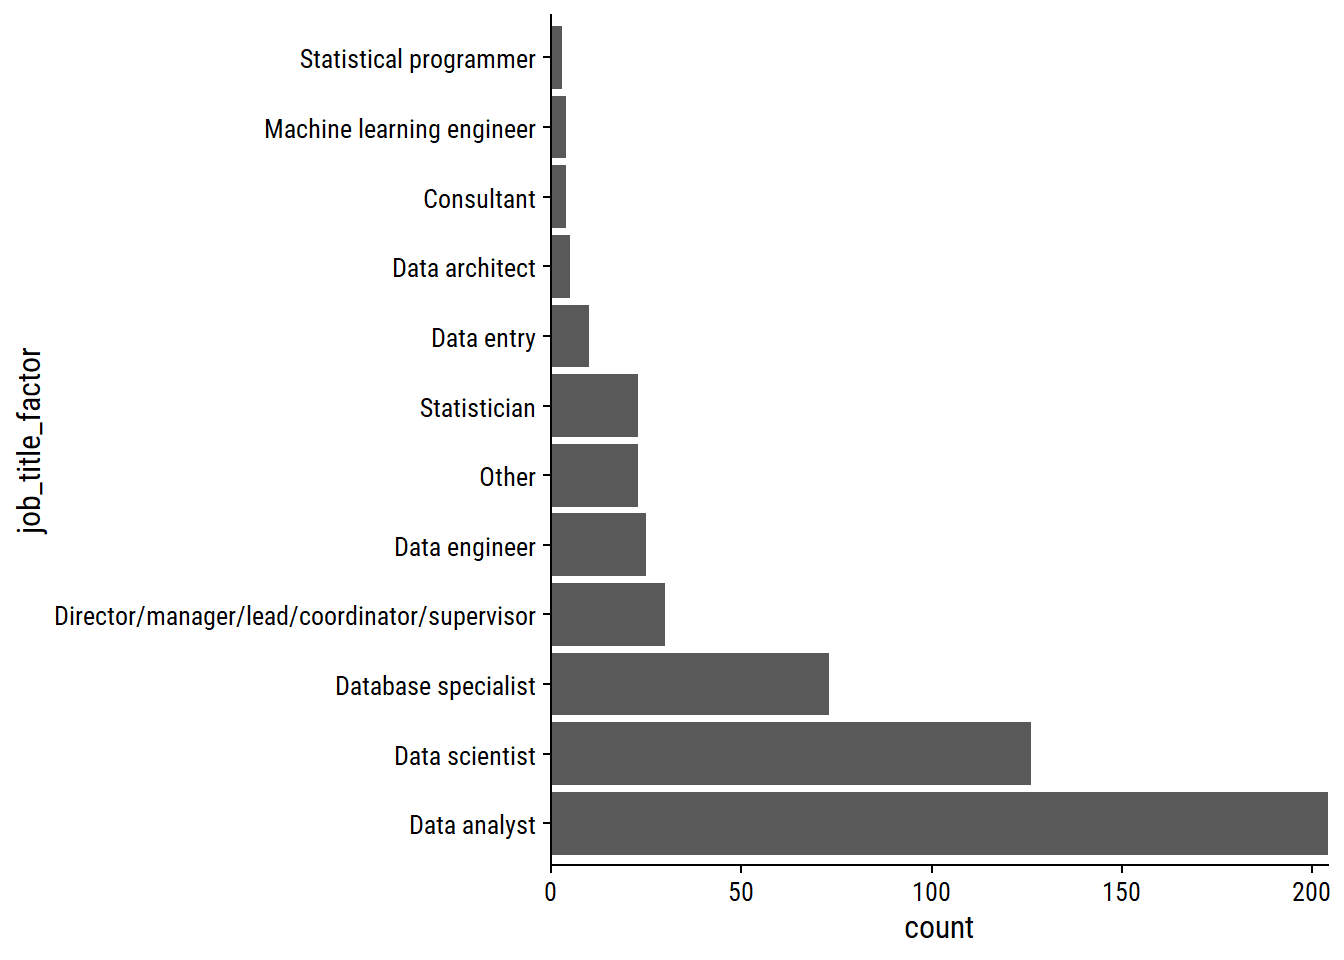 Statistical programmer
Machine learning engineer
Consultant
Data architect
Data entry
Statistician
Other
Data engineer
Director/manager/lead/coordinator/supervisor
Database specialist
Data scientist
Data analyst
job_title_factor
0 50 100 150 200
count